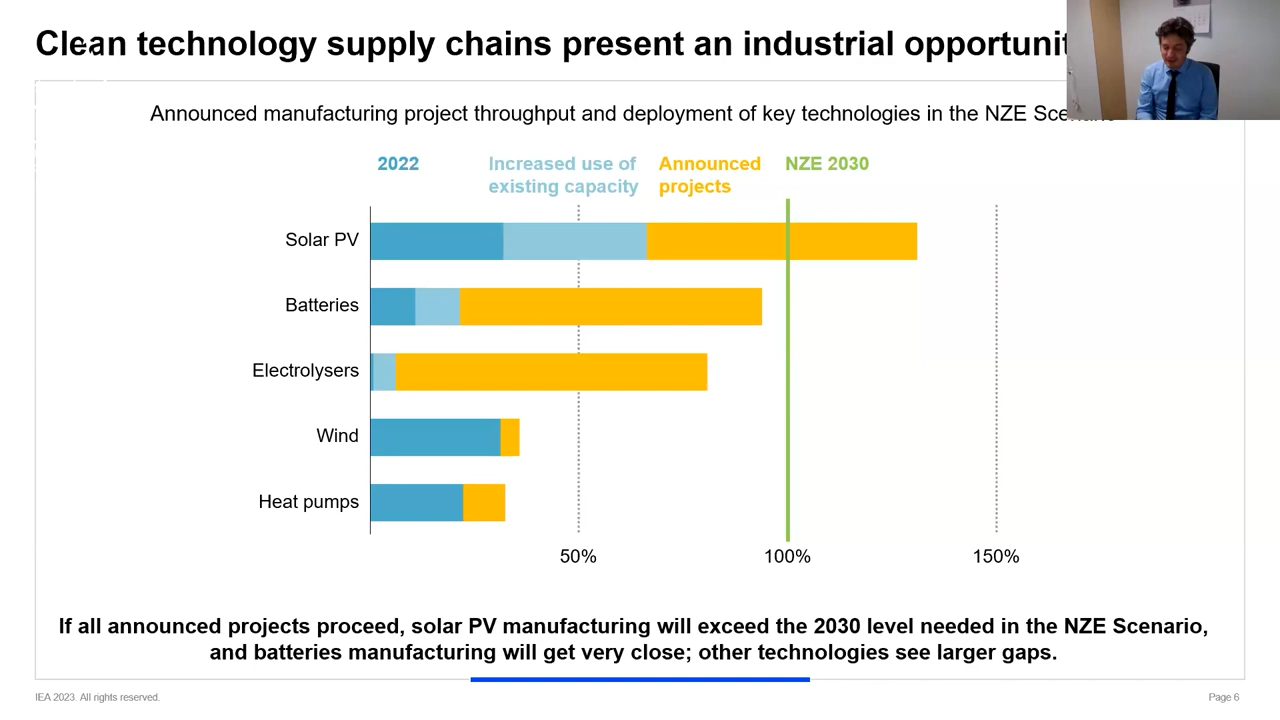 Clean technology supply chains present an industrial
Announced manufacturing project throughput and deployment of key technologies in the NZE
2022
Increased use of
existing capacity
Announced
projects
NZE 2030
Solar PV
Batteries
Electrolysers
Wind
Heat pumps
50%
100%
150%
If all announced projects proceed, solar PV manufacturing will exceed the 2030 level needed in the NZE Scenario,
and batteries manufacturing will get very close; other technologies see larger gaps.
IEA 2023. All rights reserved.
Page 6